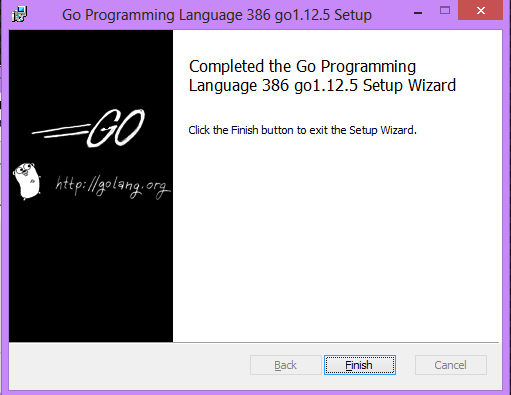 Go Programming Language 386 go1.12.5 Setup
Completed the Go Programming
Language 386 go1.12.5 Setup Wizard
Click the Finish button to exit the Setup Wizard.
GO
http://golang.org
Back
Finish
Cancel